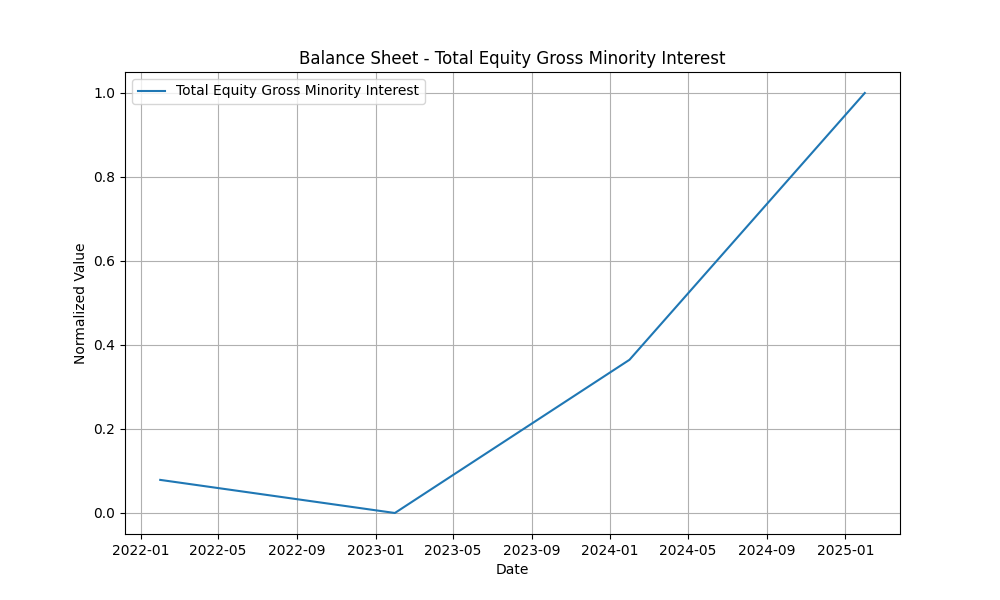 Balance Sheet - Total Equity Gross Minority Interest
Total Equity Gross Minority Interest
Normalized Value
1.0
0.8
0.6
0.4
0.2
0.0
2022-01 2022-05 2022-09 2023-01 2023-05 2023-09 2024-01 2024-05 2024-09 2025-01
Date